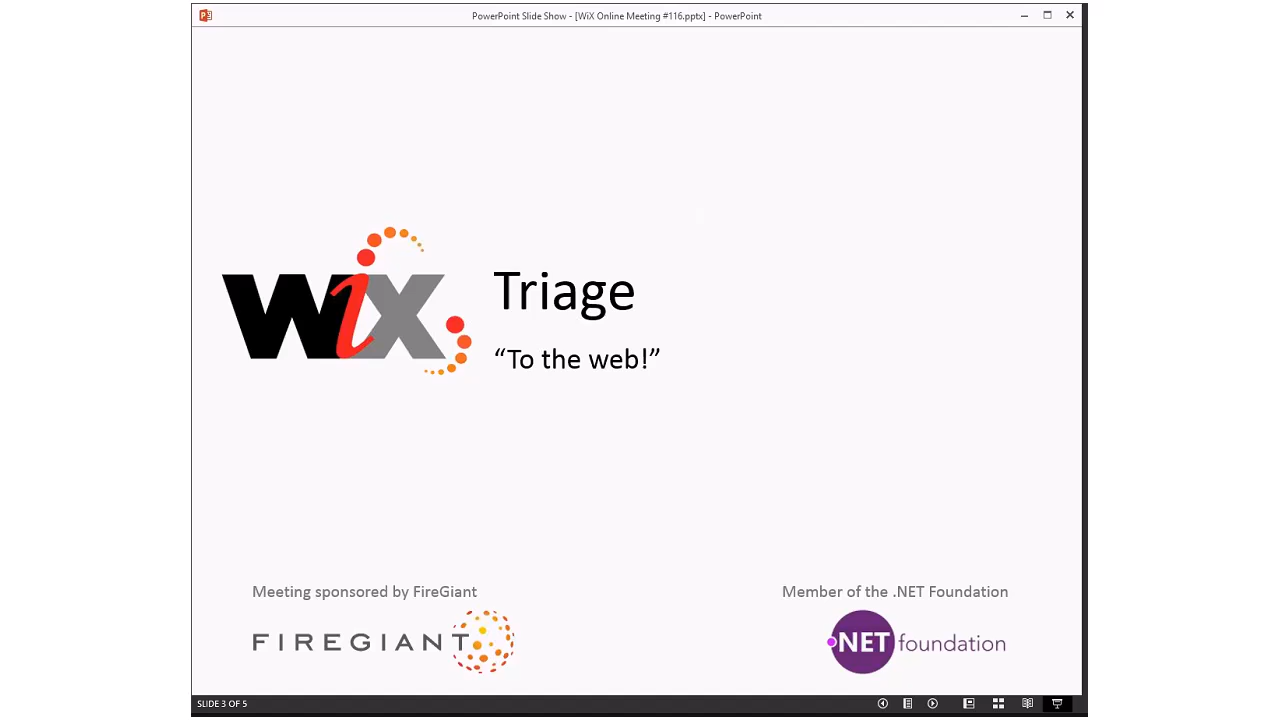 PowerPoint Slide Show - [WiX Online Meeting #116.pptx] - PowerPoint
WiX
Triage
“To the web!”
Meeting sponsored by FireGiant
Member of the .NET Foundation
FIREGIANT
.NET foundation
SLIDE 3 OF 5